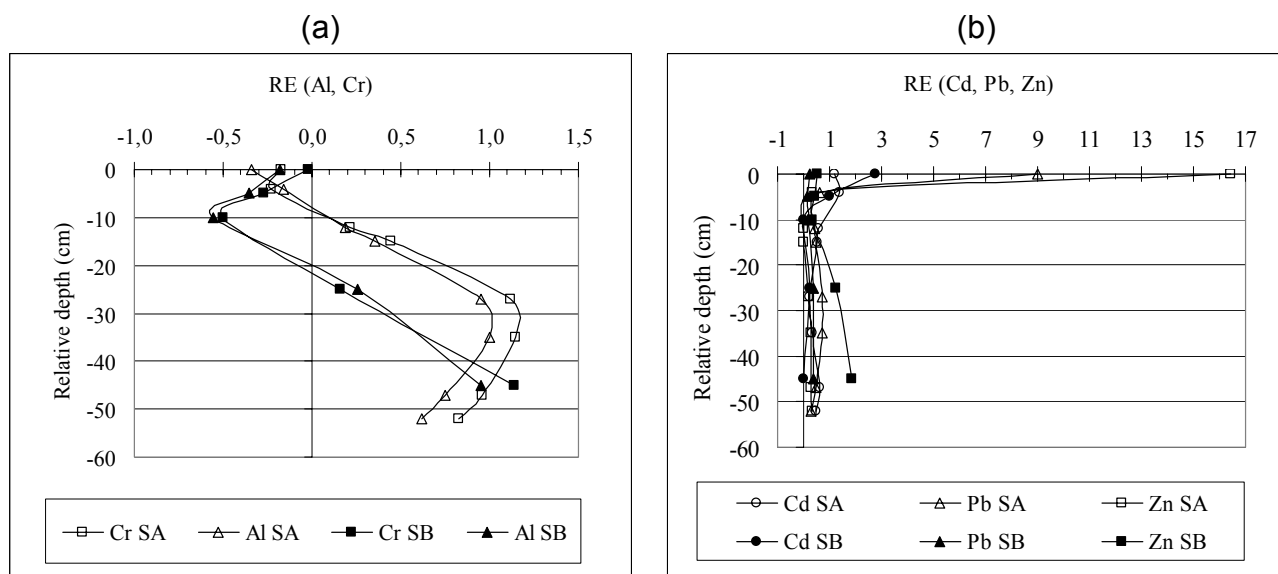 (a)
RE (Al, Cr)
-1,0 -0,5 0,0 0,5 1,0 1,5
0
-10
-20
-30
-40
-50
-60
Relative depth (cm)
Cr SA Al SA Cr SB Al SB
(b)
RE (Cd, Pb, Zn)
-1 1 3 5 7 9 11 13 15 17
0
-10
-20
-30
-40
-50
-60
Relative depth (cm)
Cd SA Pb SA Zn SA
Cd SB Pb SB Zn SB